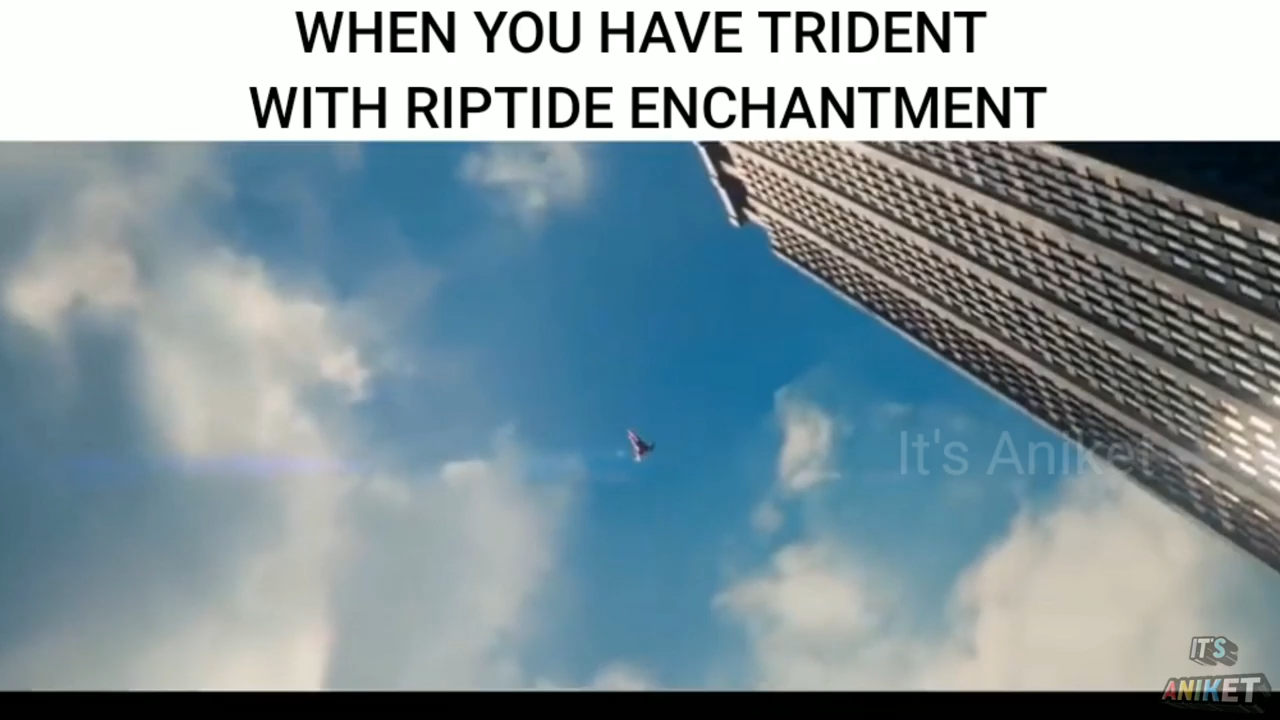 WHEN YOU HAVE TRIDENT
WITH RIPTIDE ENCHANTMENT
It's Aniket
IT'S
ANIKET